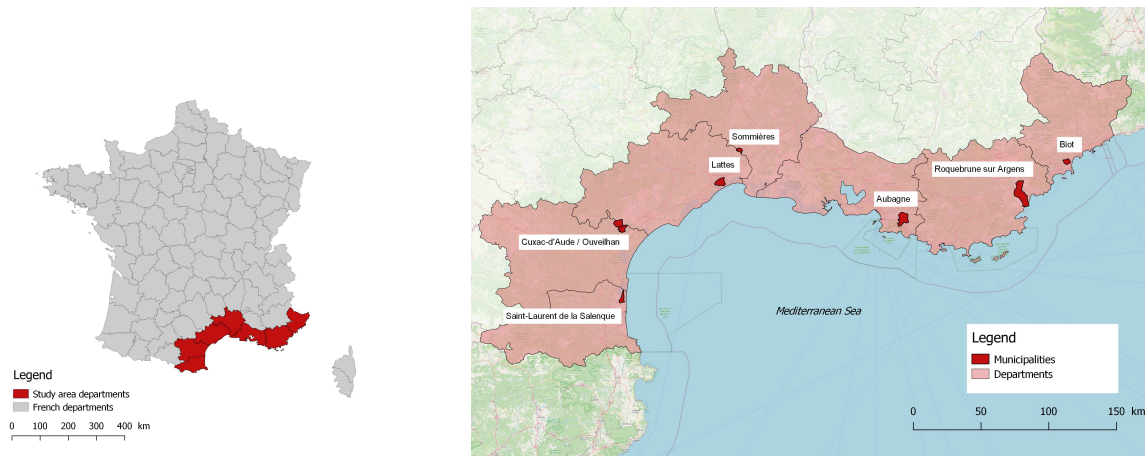 Legend
Study area departments
French departments
0 100 200 300 400 km
Sommières
Lattes
Biot
Roquebrune sur Argens
Aubagne
Cuxac-d'Aude / Ouveilhan
Saint-Laurent de la Salenque
Mediterranean Sea
Legend
Municipalities
Departments
0 50 100 150 km